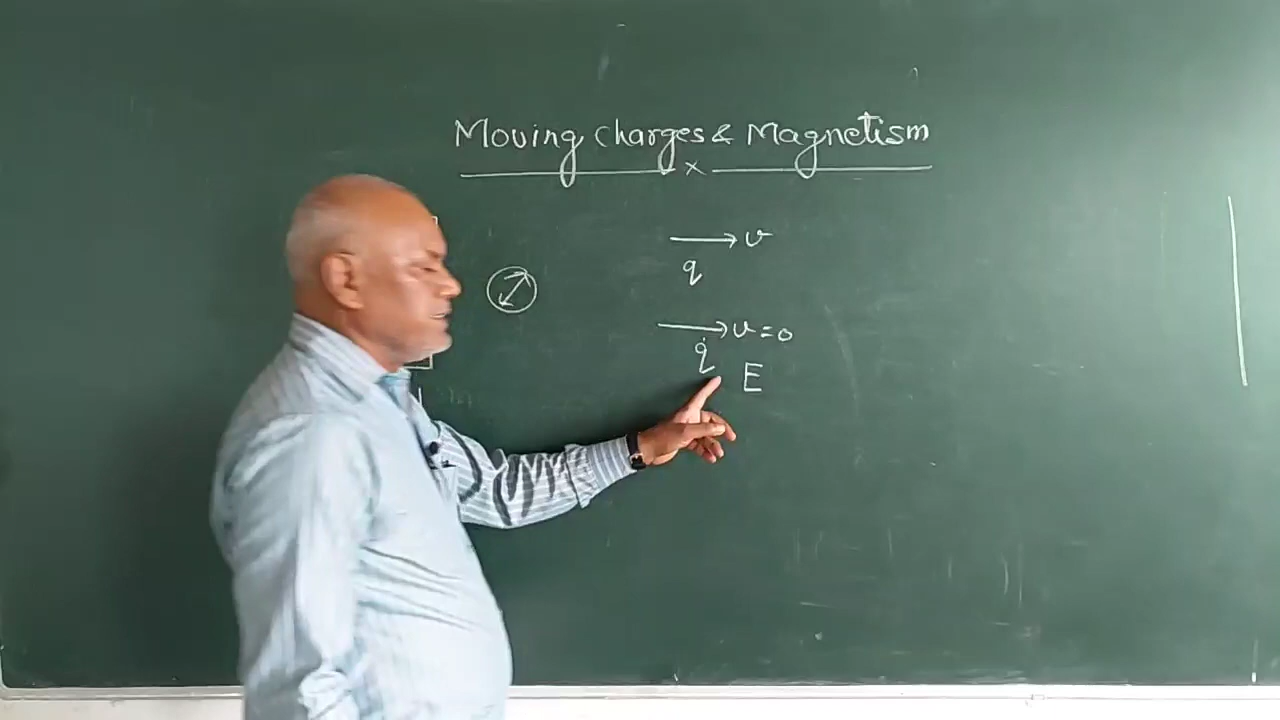 Moving Charges & Magnetism
x
v
q
v = 0
q
E